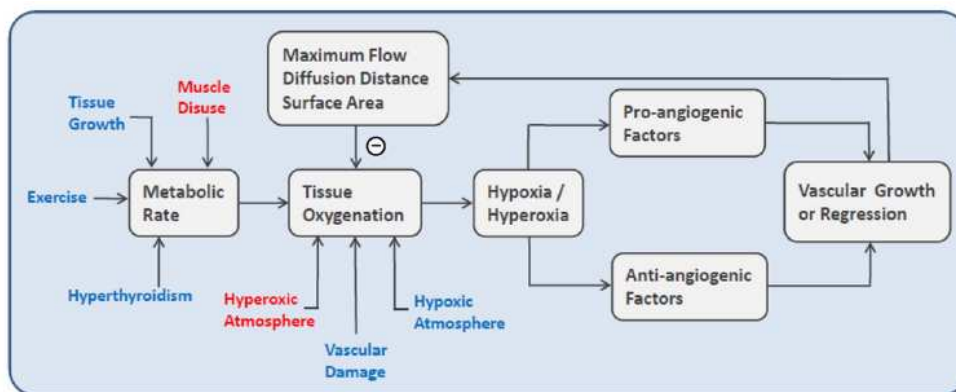 Maximum Flow
Diffusion Distance
Surface Area
Muscle
Disuse
Tissue
Growth
Pro-angiogenic
Factors
Exercise
Metabolic
Rate
Tissue
Oxygenation
Hypoxia /
Hyperoxia
Vascular Growth
or Regression
Hyperthyroidism
Hyperoxic
Atmosphere
Vascular
Damage
Hypoxic
Atmosphere
Anti-angiogenic
Factors